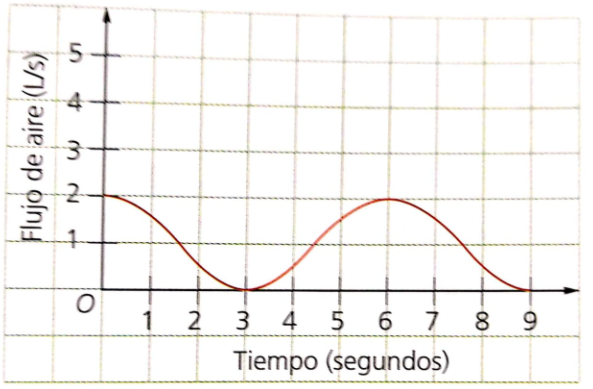 Flujo de aire (L/s)
5
4
3
2
1
O
1 2 3 4 5 6 7 8 9
Tiempo (segundos)